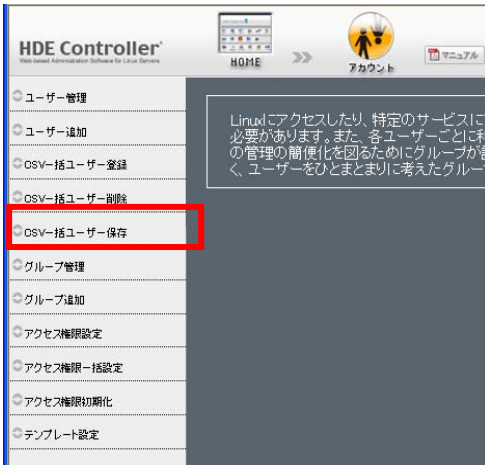 HDE Controller
Web-based Administration Software for Linux Servers
HOME
アカウント
マニュアル
ユーザー管理
ユーザー追加
CSV一括ユーザー登録
CSV一括ユーザー削除
CSV一括ユーザー保存
グループ管理
グループ追加
アクセス権限設定
アクセス権限一括設定
アクセス権限初期化
テンプレート設定
Linuxにアクセスしたり、特定のサービスに
必要があります。また、各ユーザーごとに利
の管理の簡便化を図るためにグループが
く、ユーザーをひとまとまりに考えたグルー